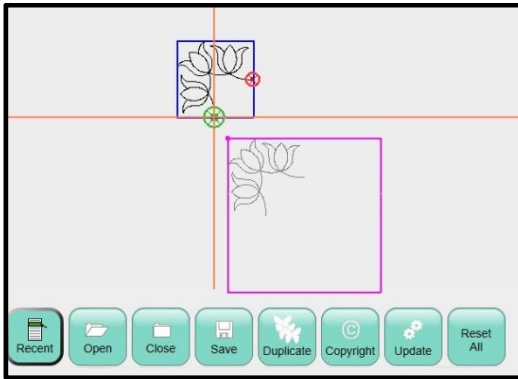 Recent
Open
Close
Save
Duplicate
©
Copyright
Update
Reset
All